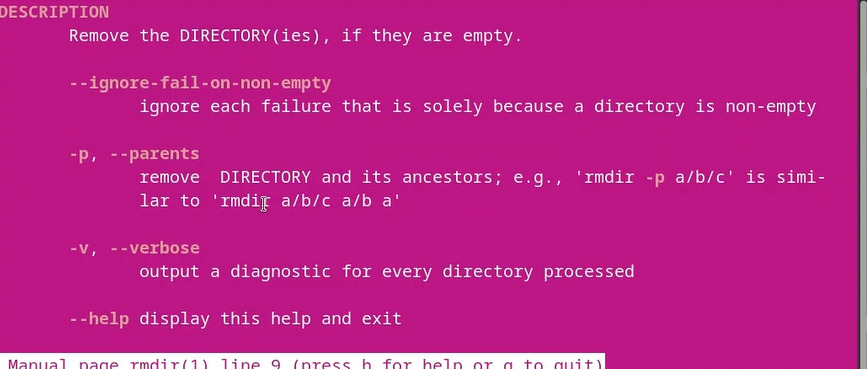 DESCRIPTION
Remove the DIRECTORY(ies), if they are empty.
--ignore-fail-on-non-empty
ignore each failure that is solely because a directory is non-empty
-p, --parents
remove  DIRECTORY and its ancestors; e.g., 'rmdir -p a/b/c' is simi-
lar to 'rmdir a/b/c a/b a'
-v, --verbose
output a diagnostic for every directory processed
--help display this help and exit
Manual page rmdir(1) line 9 (press h for help or q to quit)